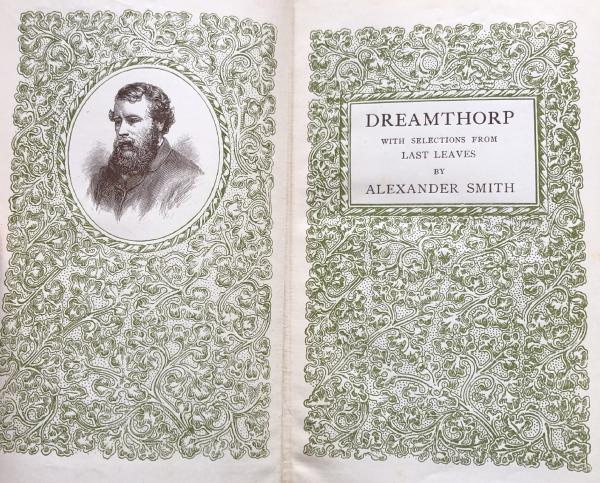 DREAMTHORP
WITH SELECTIONS FROM
LAST LEAVES
BY
ALEXANDER SMITH